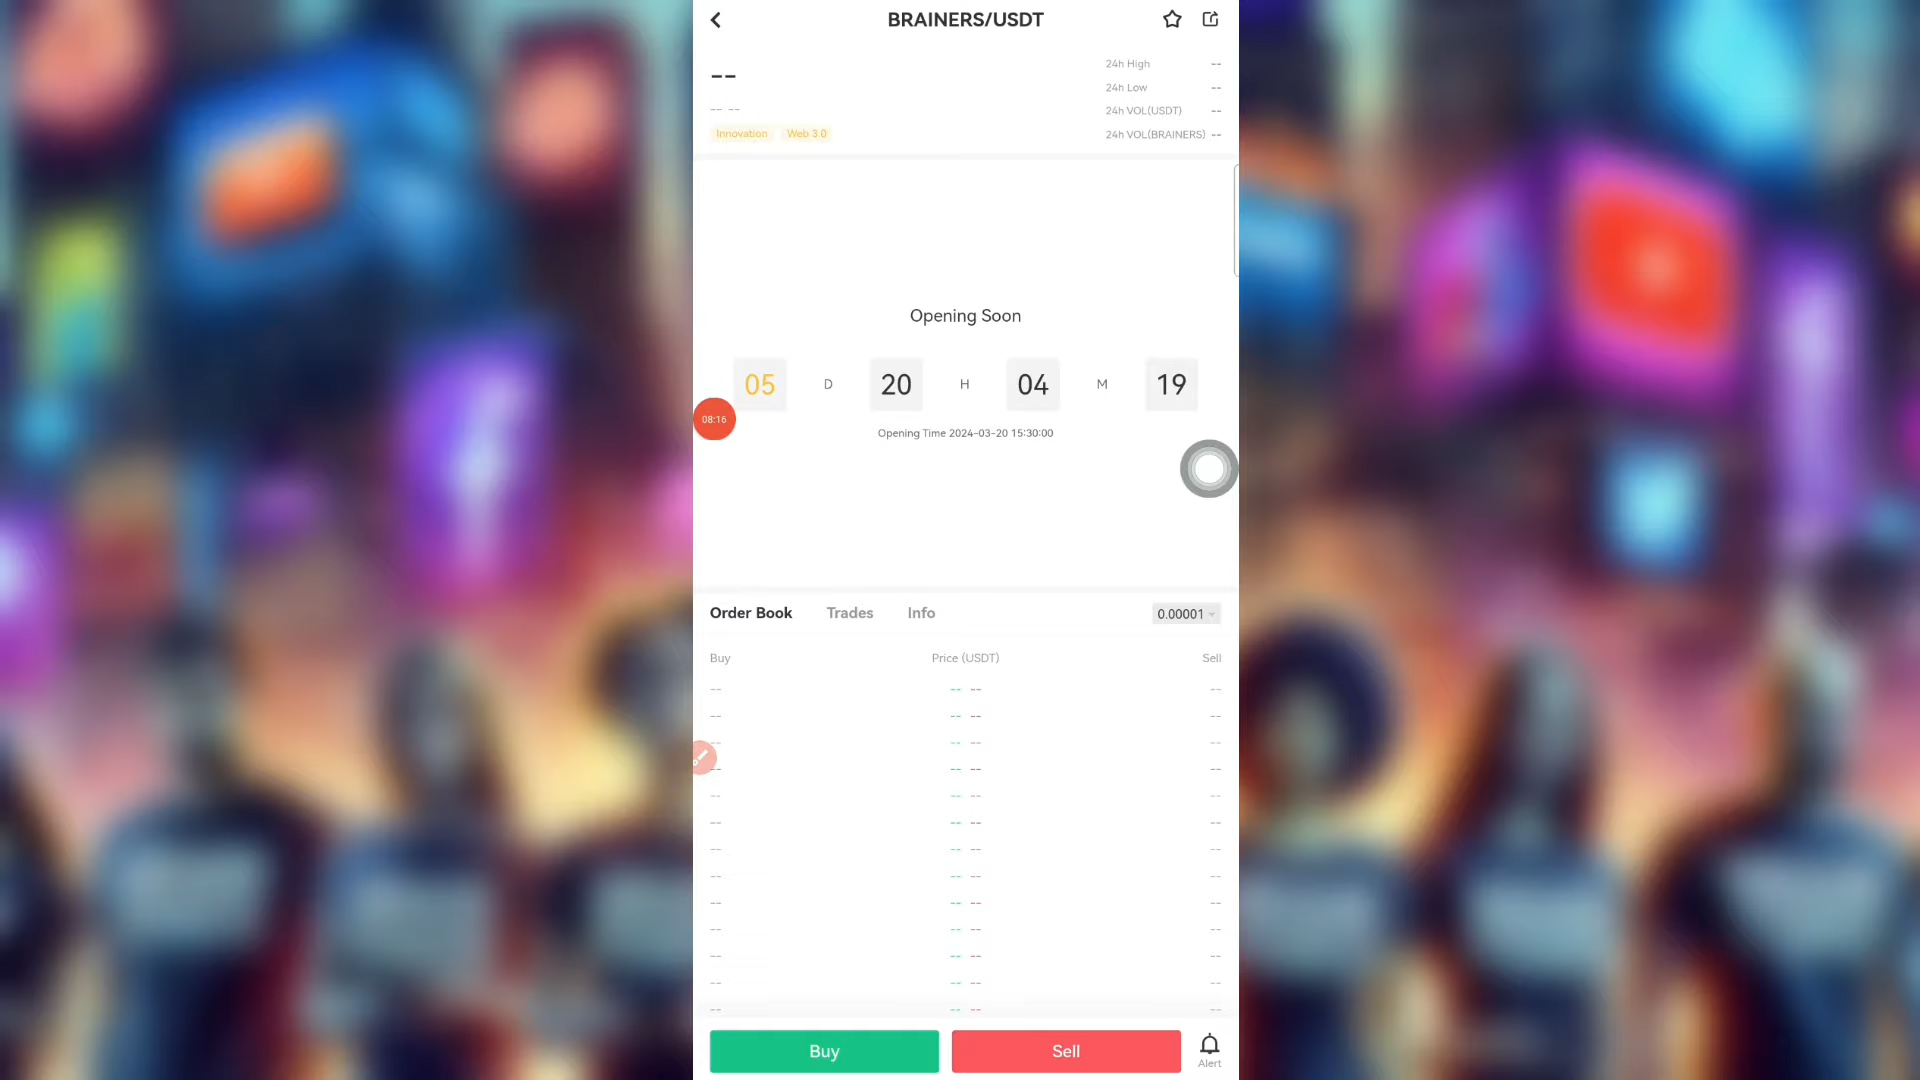 BRAINERS/USDT
--
-- --
Innovation Web 3.0
24h High --
24h Low --
24h VOL(USDT) --
24h VOL(BRAINERS) --
Opening Soon
05 D 20 H 04 M 19
08:16
Opening Time 2024-03-20 15:30:00
Order Book Trades Info 0.00001
Buy Price (USDT) Sell
-- -- -- --
-- -- -- --
-- -- -- --
-- -- -- --
-- -- -- --
-- -- -- --
-- -- -- --
-- -- -- --
-- -- -- --
-- -- -- --
-- -- -- --
-- -- -- --
-- -- -- --
Buy Sell Alert